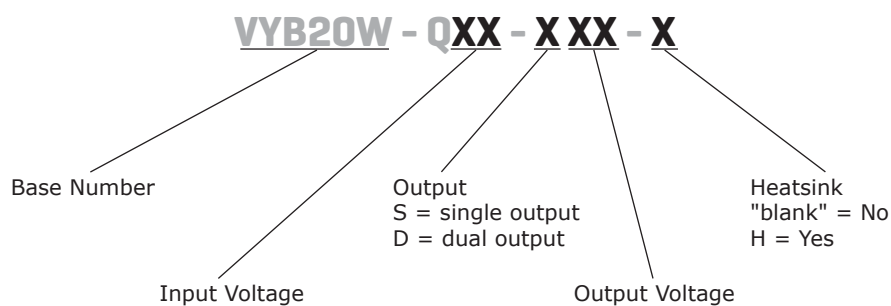 VYB20W - QXX - X XX - X
Base Number
Output
S = single output
D = dual output
Heatsink
"blank" = No
H = Yes
Input Voltage
Output Voltage